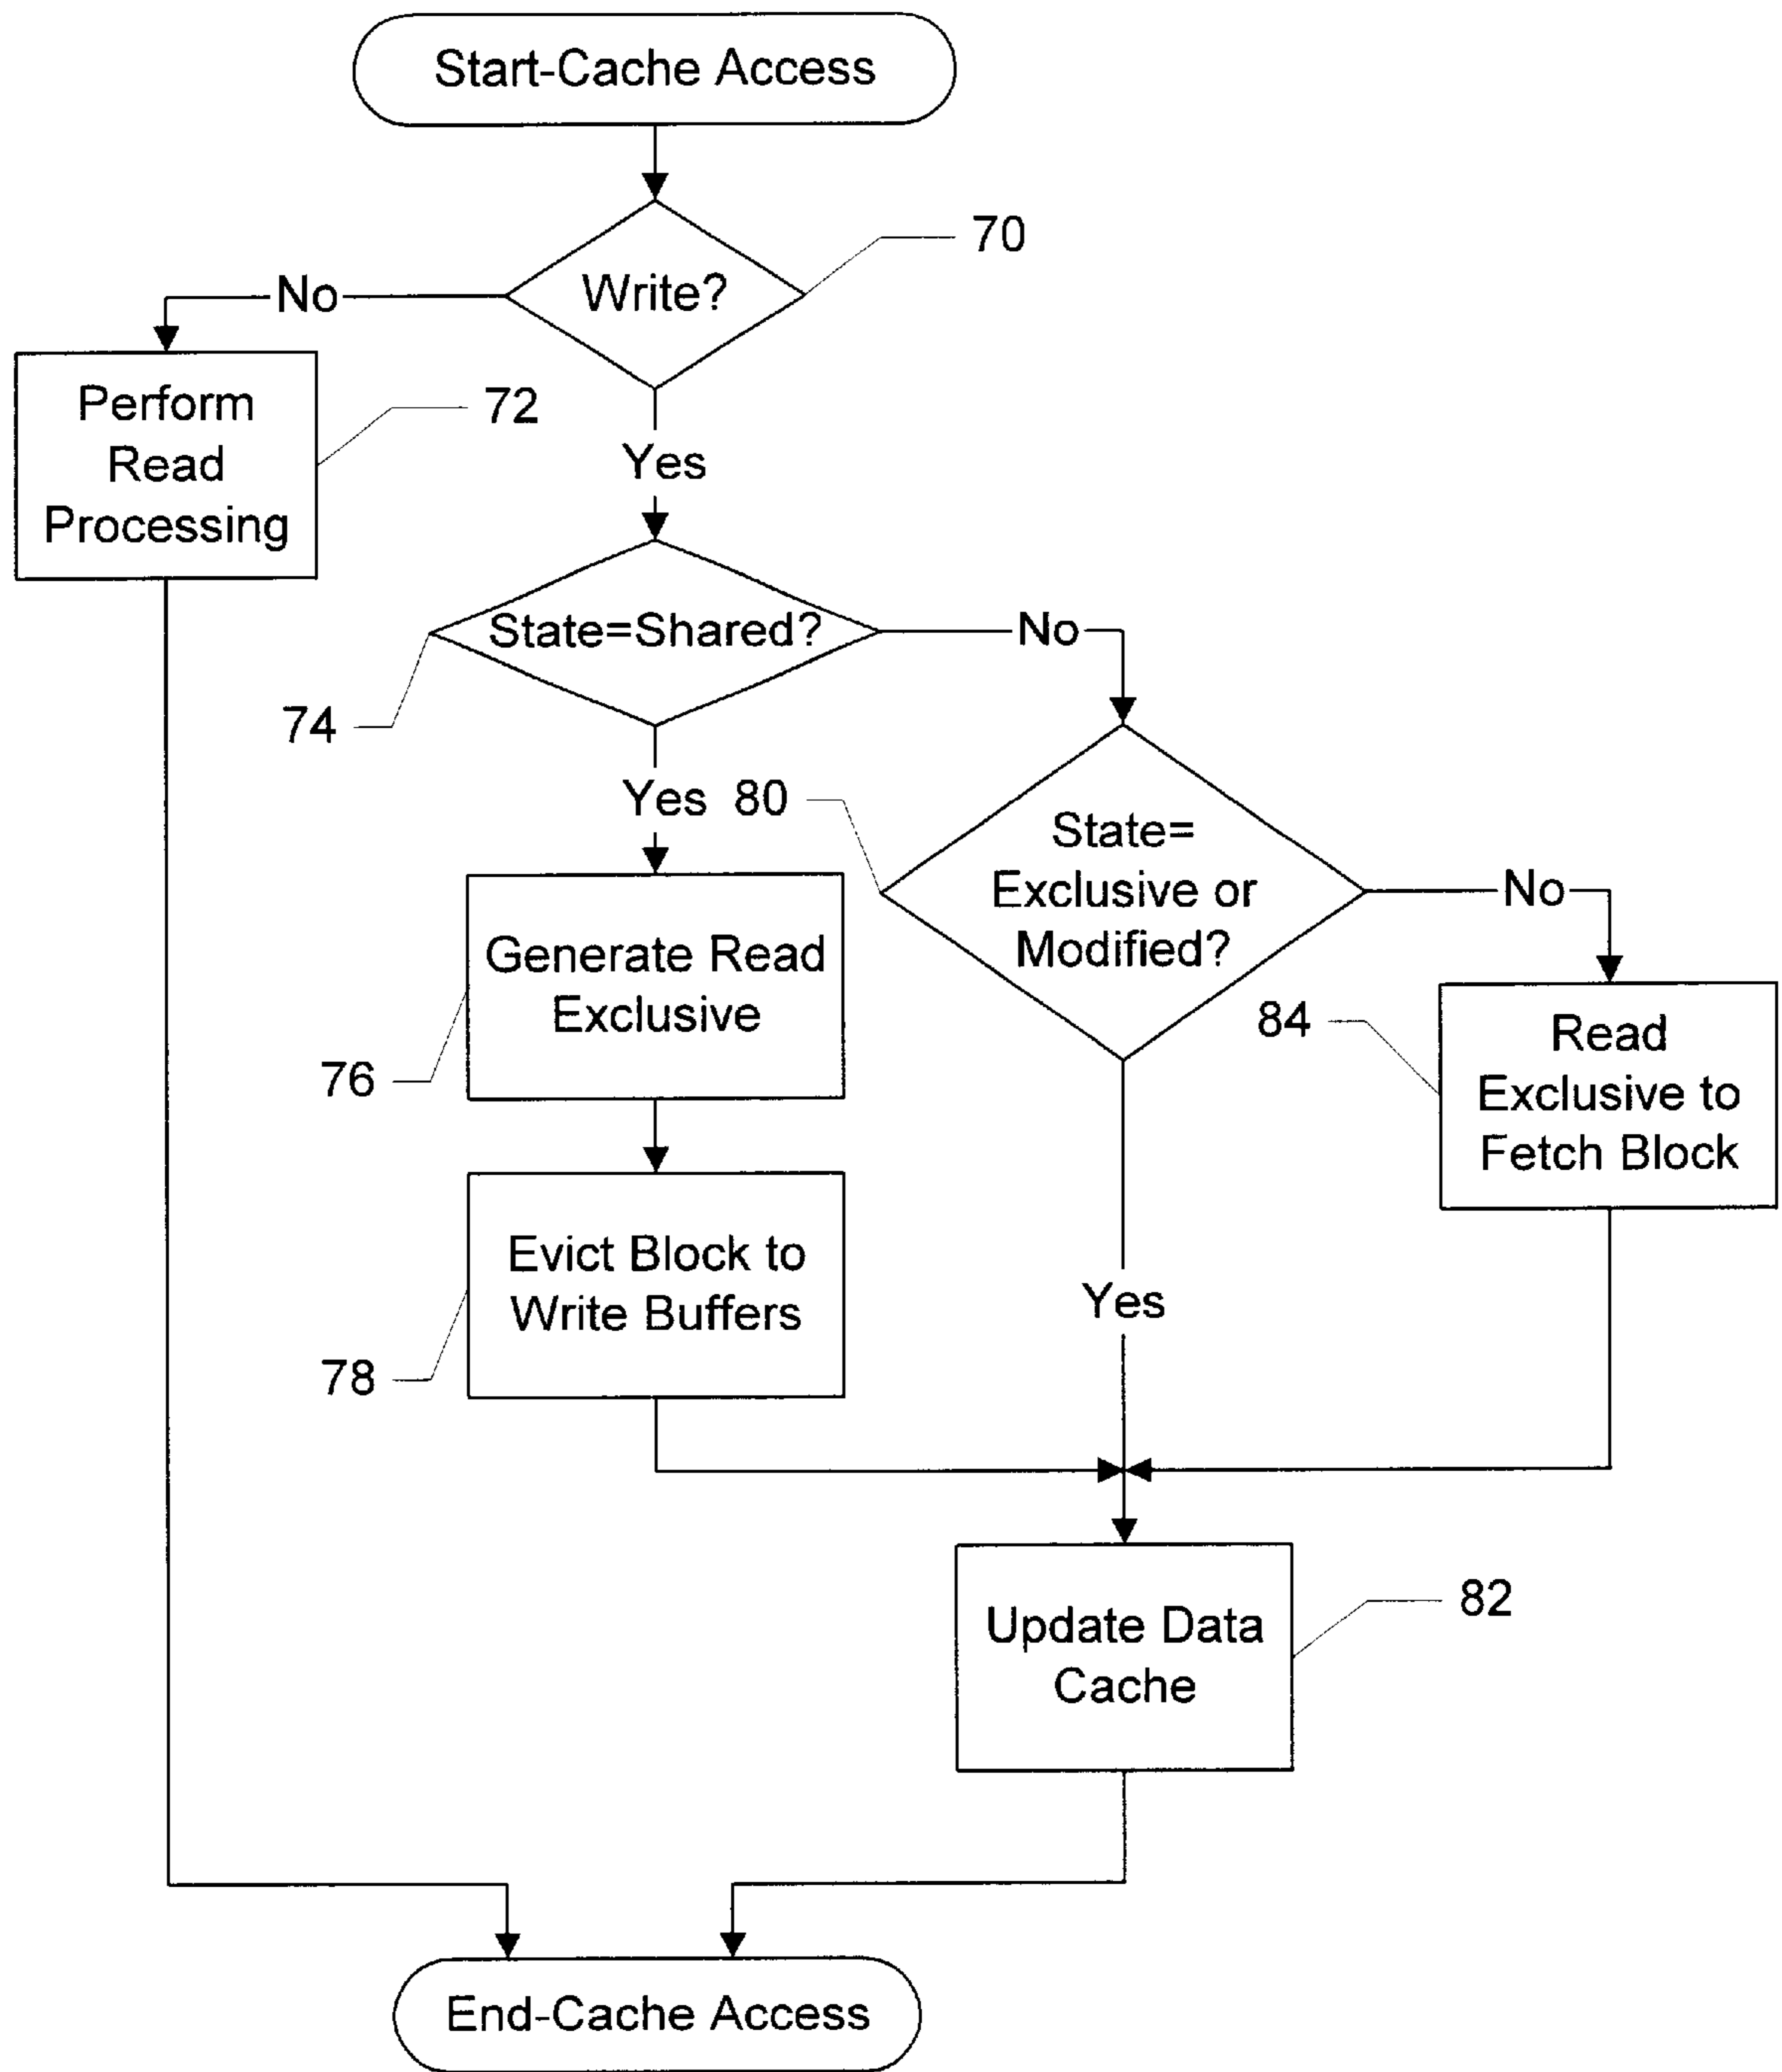 Start-Cache Access
Write?
70
No
Perform
Read
Processing
72
Yes
State=Shared?
No
74
Yes
80
State=
Exclusive or
Modified?
No
Generate Read
Exclusive
76
84
Read
Exclusive to
Fetch Block
Evict Block to
Write Buffers
78
Yes
Update Data
Cache
82
End-Cache Access